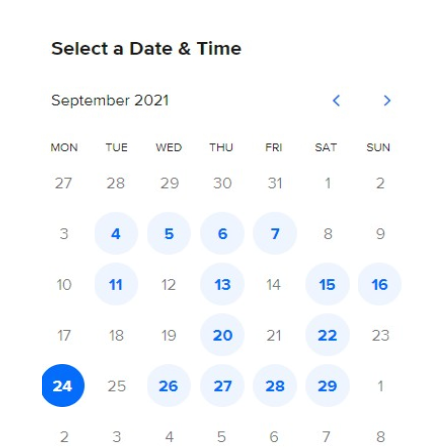 Select a Date & Time
September 2021
MON TUE WED THU FRI SAT SUN
27 28 29 30 31 1 2
3 4 5 6 7 8 9
10 11 12 13 14 15 16
17 18 19 20 21 22 23
24 25 26 27 28 29 1
2 3 4 5 6 7 8